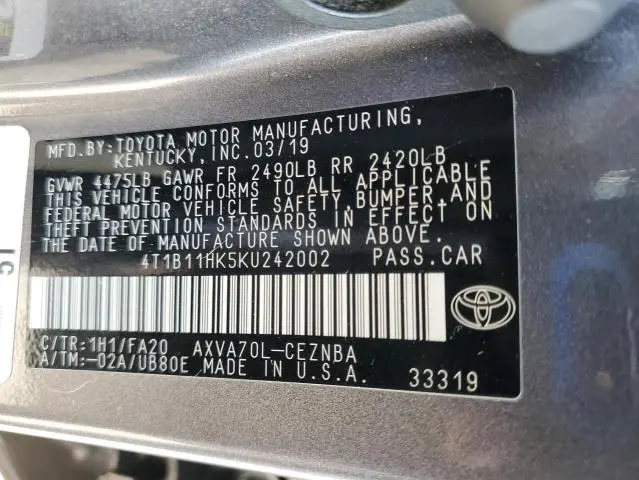 MFD.BY:TOYOTA MOTOR MANUFACTURING,
KENTUCKY, INC.03/19
GVWR 4475LB GAWR FR 2490LB RR 2420LB
THIS VEHICLE CONFORMS TO ALL APPLICABLE
FEDERAL MOTOR VEHICLE SAFETY,BUMPER,AND
THEFT PREVENTION STANDARDS IN EFFECT ON
THE DATE OF MANUFACTURE SHOWN ABOVE.
4T1B11HK5KU242002 PASS.CAR
C/TR:1H1/FA20 AXVA70L-CEZNBA
A/TM:-02A/UB80E MADE IN U.S.A.
33319